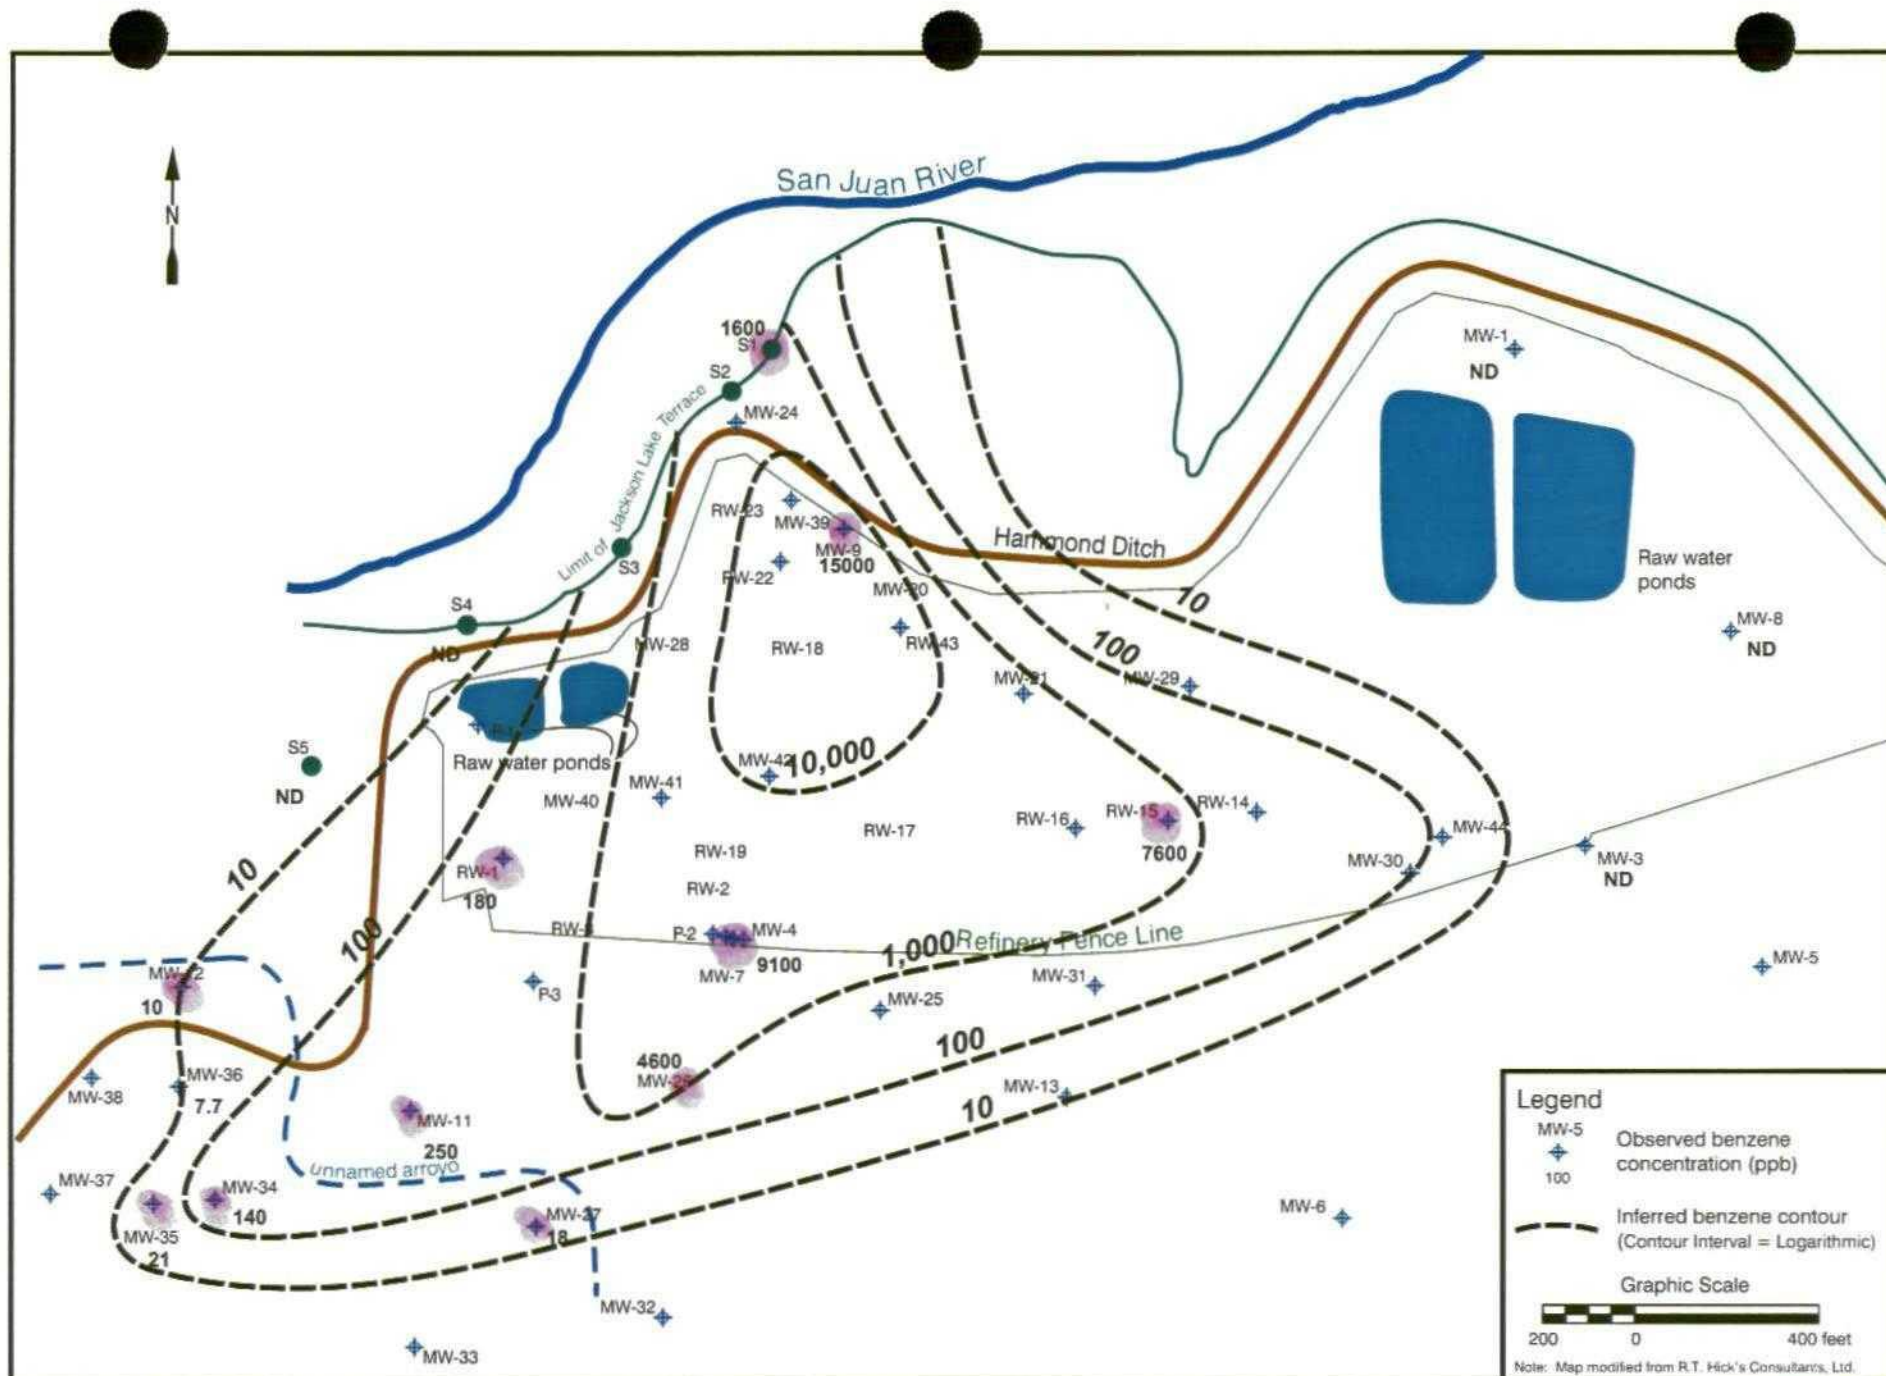 N
San Juan River
1600
S1
S2
MW-24
Limit of Jackson Lake Terrace
S3
S4
ND
S5
ND
MW-1
ND
Raw water
ponds
MW-8
ND
Hammond Ditch
RW-23
MW-39
MW-9
15000
RW-22
MW-20
MW-28
RW-18
RW-43
10
100
MW-21
MW-29
Raw water ponds
MW-42
10,000
MW-41
MW-40
RW-17
RW-16
RW-15
7600
RW-14
MW-44
MW-30
MW-3
ND
RW-19
RW-2
10
RW-1
180
100
P-2
MW-4
9100
MW-7
1,000
Refinery Fence Line
MW-5
MW-31
MW-25
P-3
10
100
MW-36
7.7
MW-38
4600
MW-13
10
MW-11
250
unnamed arroyo
MW-37
MW-34
140
MW-35
21
MW-27
18
MW-6
MW-32
MW-33
Legend
MW-5
100
Observed benzene
concentration (ppb)
Inferred benzene contour
(Contour Interval = Logarithmic)
Graphic Scale
200 0 400 feet
Note: Map modified from R.T. Hick's Consultants, Ltd.